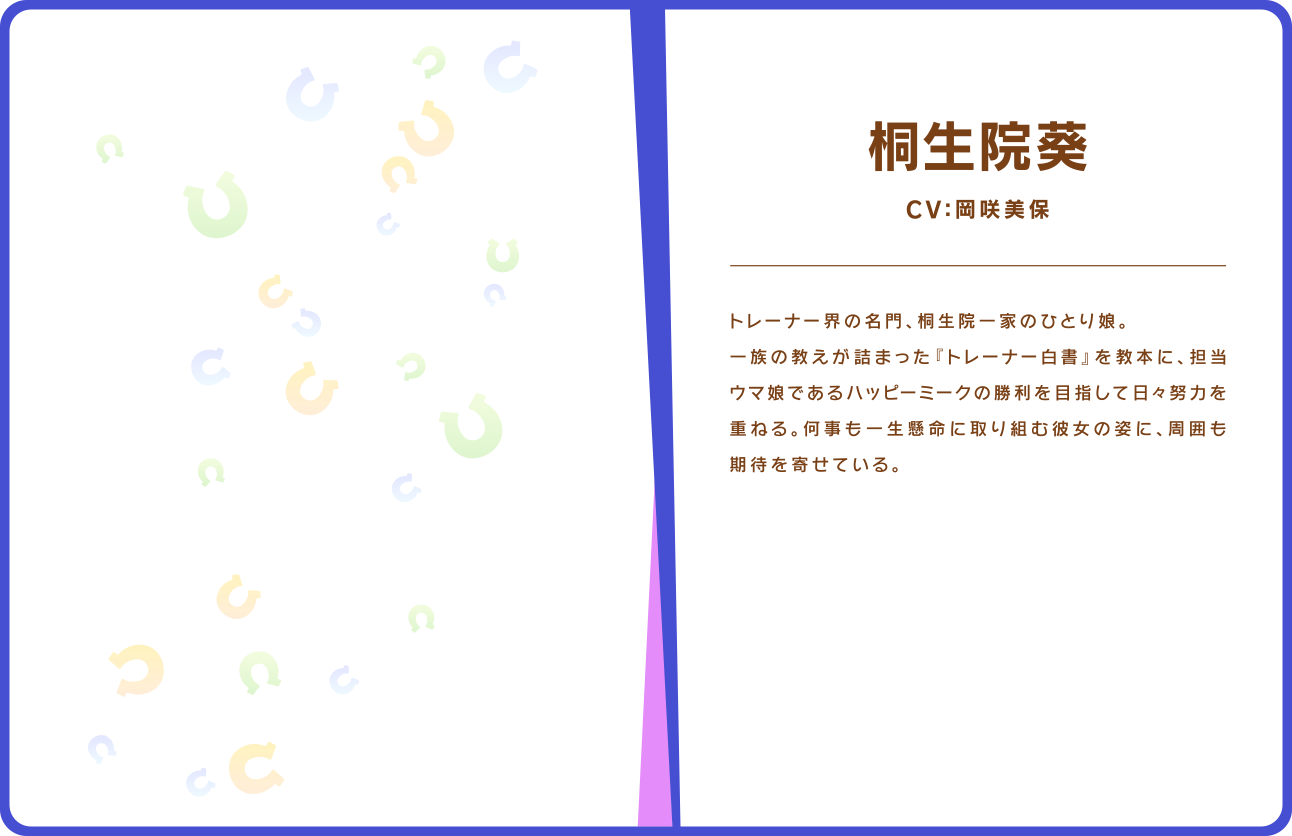 桐生院葵
CV:岡咲美保
トレーナー界の名門、桐生院一家のひとり娘。
一族の教えが詰まった『トレーナー白書』を教本に、担当
ウマ娘であるハッピーミークの勝利を目指して日々努力を
重ねる。何事も一生懸命に取り組む彼女の姿に、周囲も
期待を寄せている。